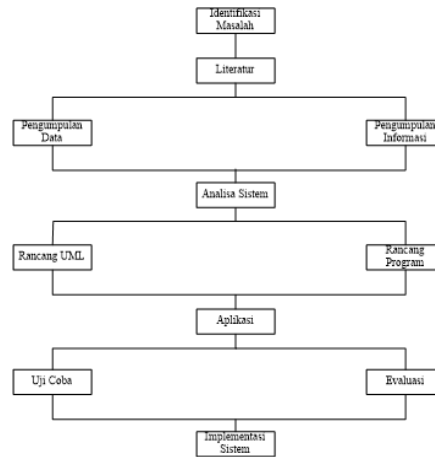 Identifikasi
Masalah
Literatur
Pengumpulan
Data
Pengumpulan
Informasi
Analisa Sistem
Rancang UML
Rancang
Program
Aplikasi
Uji Coba
Evaluasi
Implementasi
Sistem